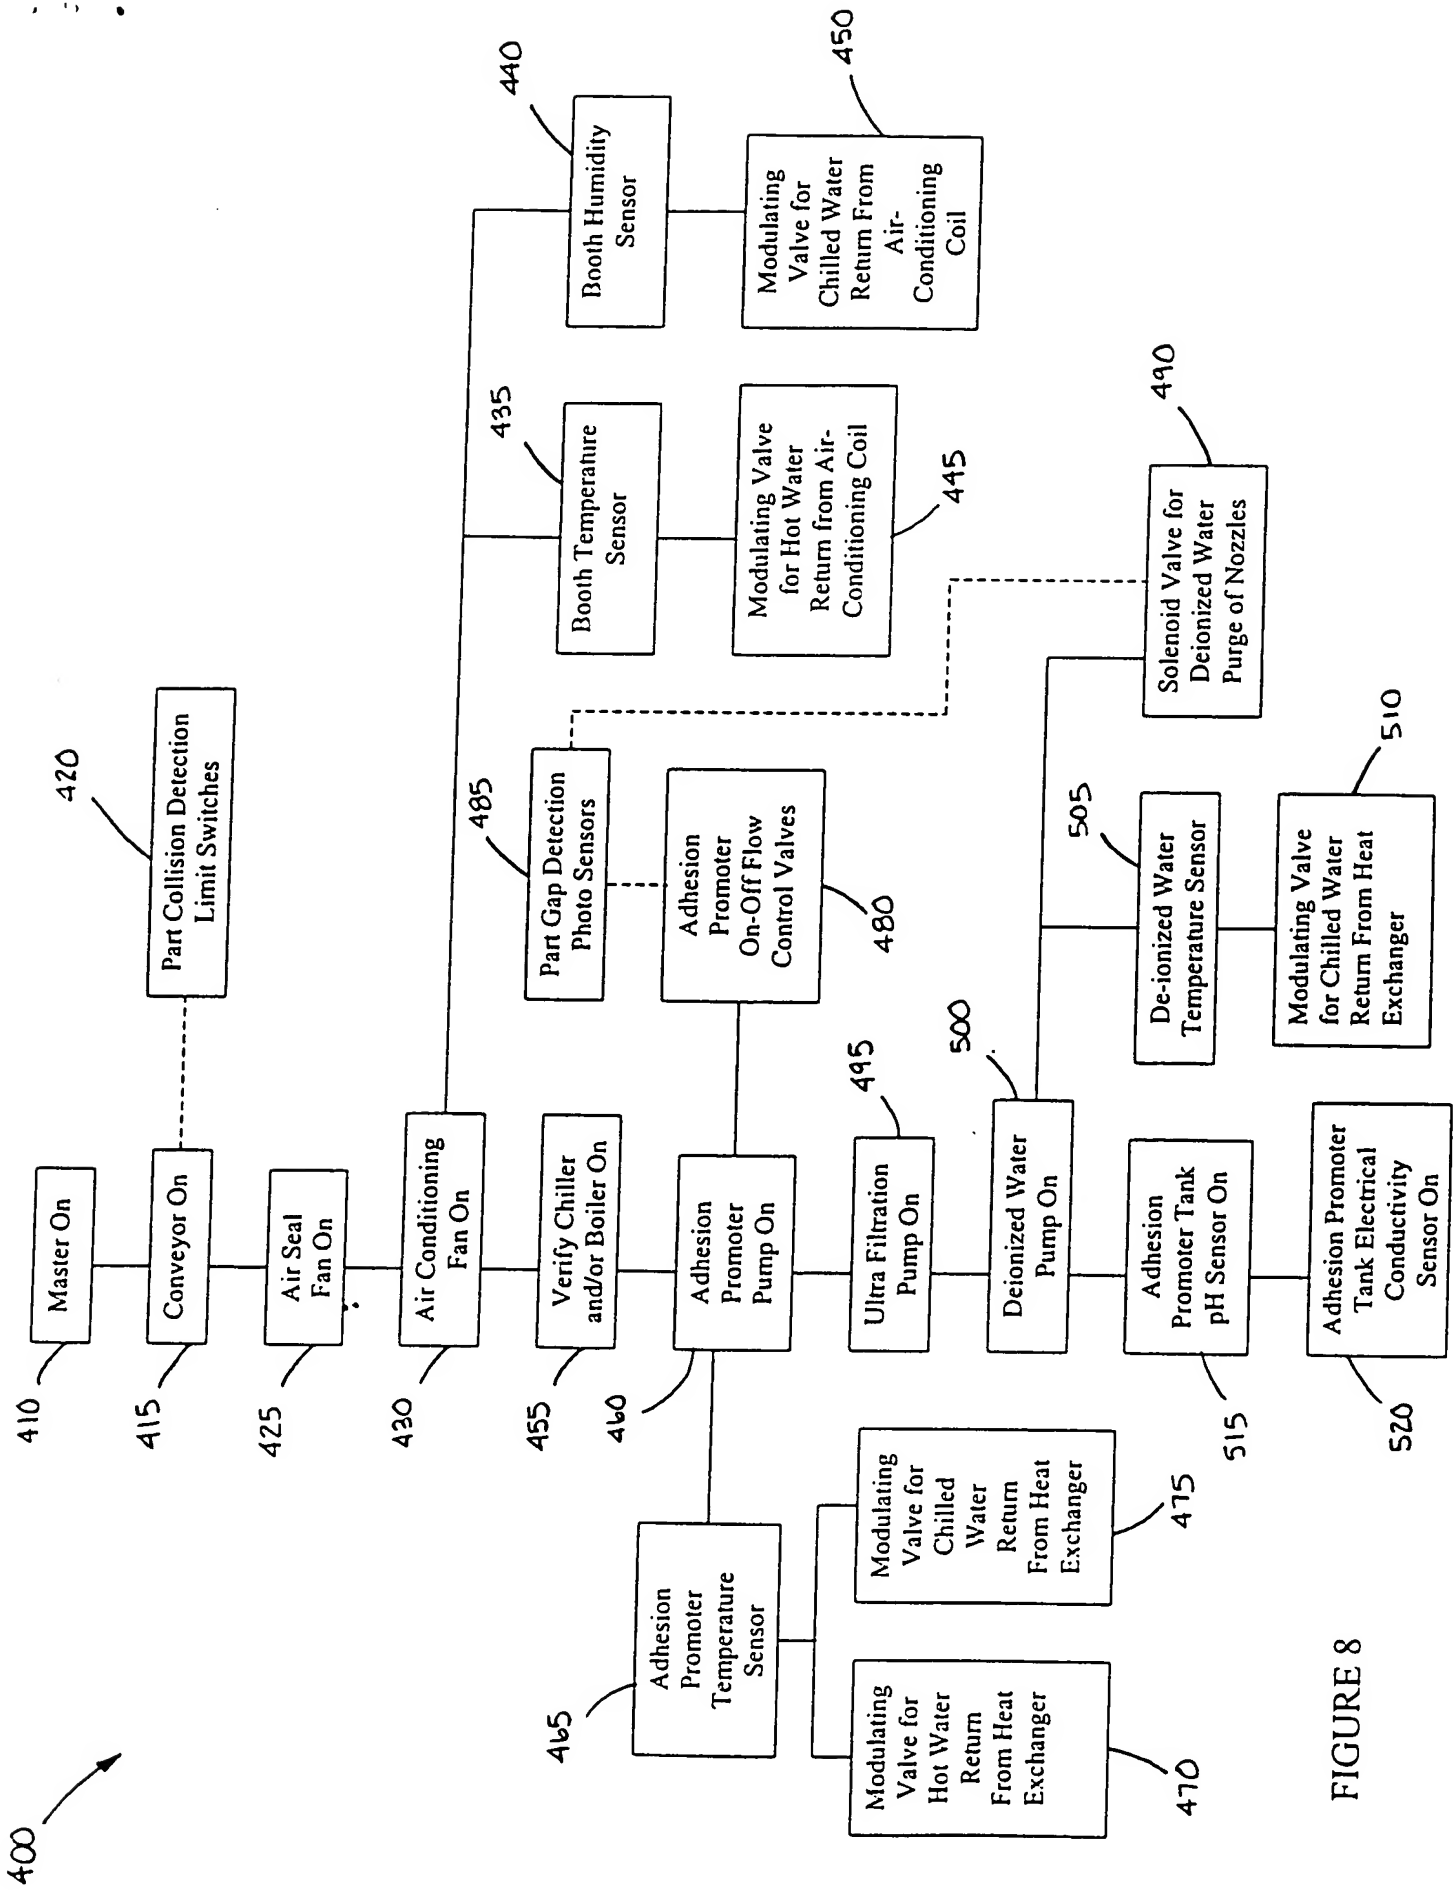 400
410
Master On
415
Conveyor On
420
Part Collision Detection
Limit Switches
425
Air Seal
Fan On
430
Air Conditioning
Fan On
435
Booth Temperature
Sensor
440
Booth Humidity
Sensor
445
Modulating Valve
for Hot Water
Return from Air-
Conditioning Coil
450
Modulating
Valve for
Chilled Water
Return From
Air-
Conditioning
Coil
455
Verify Chiller
and/or Boiler On
460
Adhesion
Promoter
Pump On
465
Adhesion
Promoter
Temperature
Sensor
470
Modulating
Valve for
Hot Water
Return
From Heat
Exchanger
475
Modulating
Valve for
Chilled
Water
Return
From Heat
Exchanger
485
Part Gap Detection
Photo Sensors
480
Adhesion
Promoter
On-Off Flow
Control Valves
490
Solenoid Valve for
Deionized Water
Purge of Nozzles
495
Ultra Filtration
Pump On
500
Deionized Water
Pump On
505
De-ionized Water
Temperature Sensor
510
Modulating Valve
for Chilled Water
Return From Heat
Exchanger
515
Adhesion
Promoter Tank
pH Sensor On
520
Adhesion Promoter
Tank Electrical
Conductivity
Sensor On
FIGURE 8